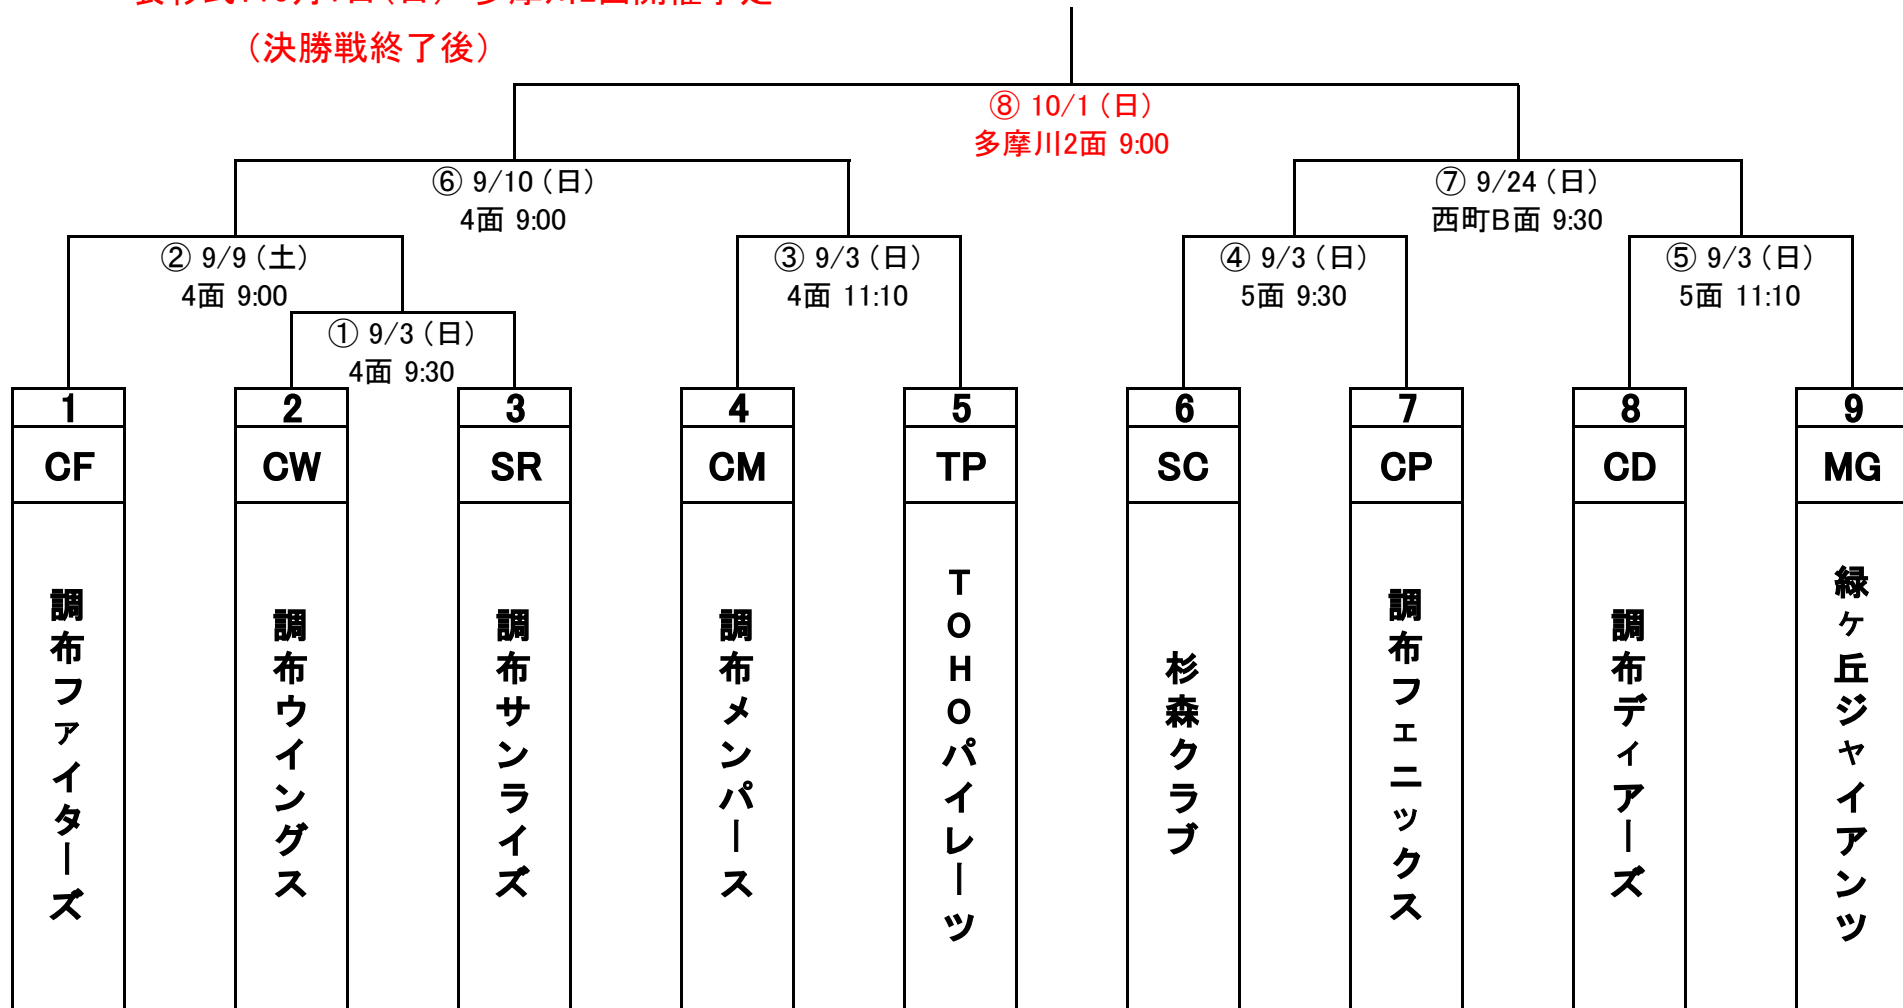 (決勝戦終了後)
⑧ 10/1 (日)
多摩川2面 9:00
⑥ 9/10 (日)
4面 9:00
⑦ 9/24 (日)
西町B面 9:30
② 9/9 (土)
4面 9:00
③ 9/3 (日)
4面 11:10
④ 9/3 (日)
5面 9:30
⑤ 9/3 (日)
5面 11:10
① 9/3 (日)
4面 9:30
1
2
3
4
5
6
7
8
9
CF
CW
SR
CM
TP
SC
CP
CD
MG
調布ファイターズ
調布ウイングス
調布サンライズ
調布メンパース
TOHOパイレーツ
杉森クラブ
調布フェニックス
調布ディアーズ
緑ヶ丘ジャイアンツ